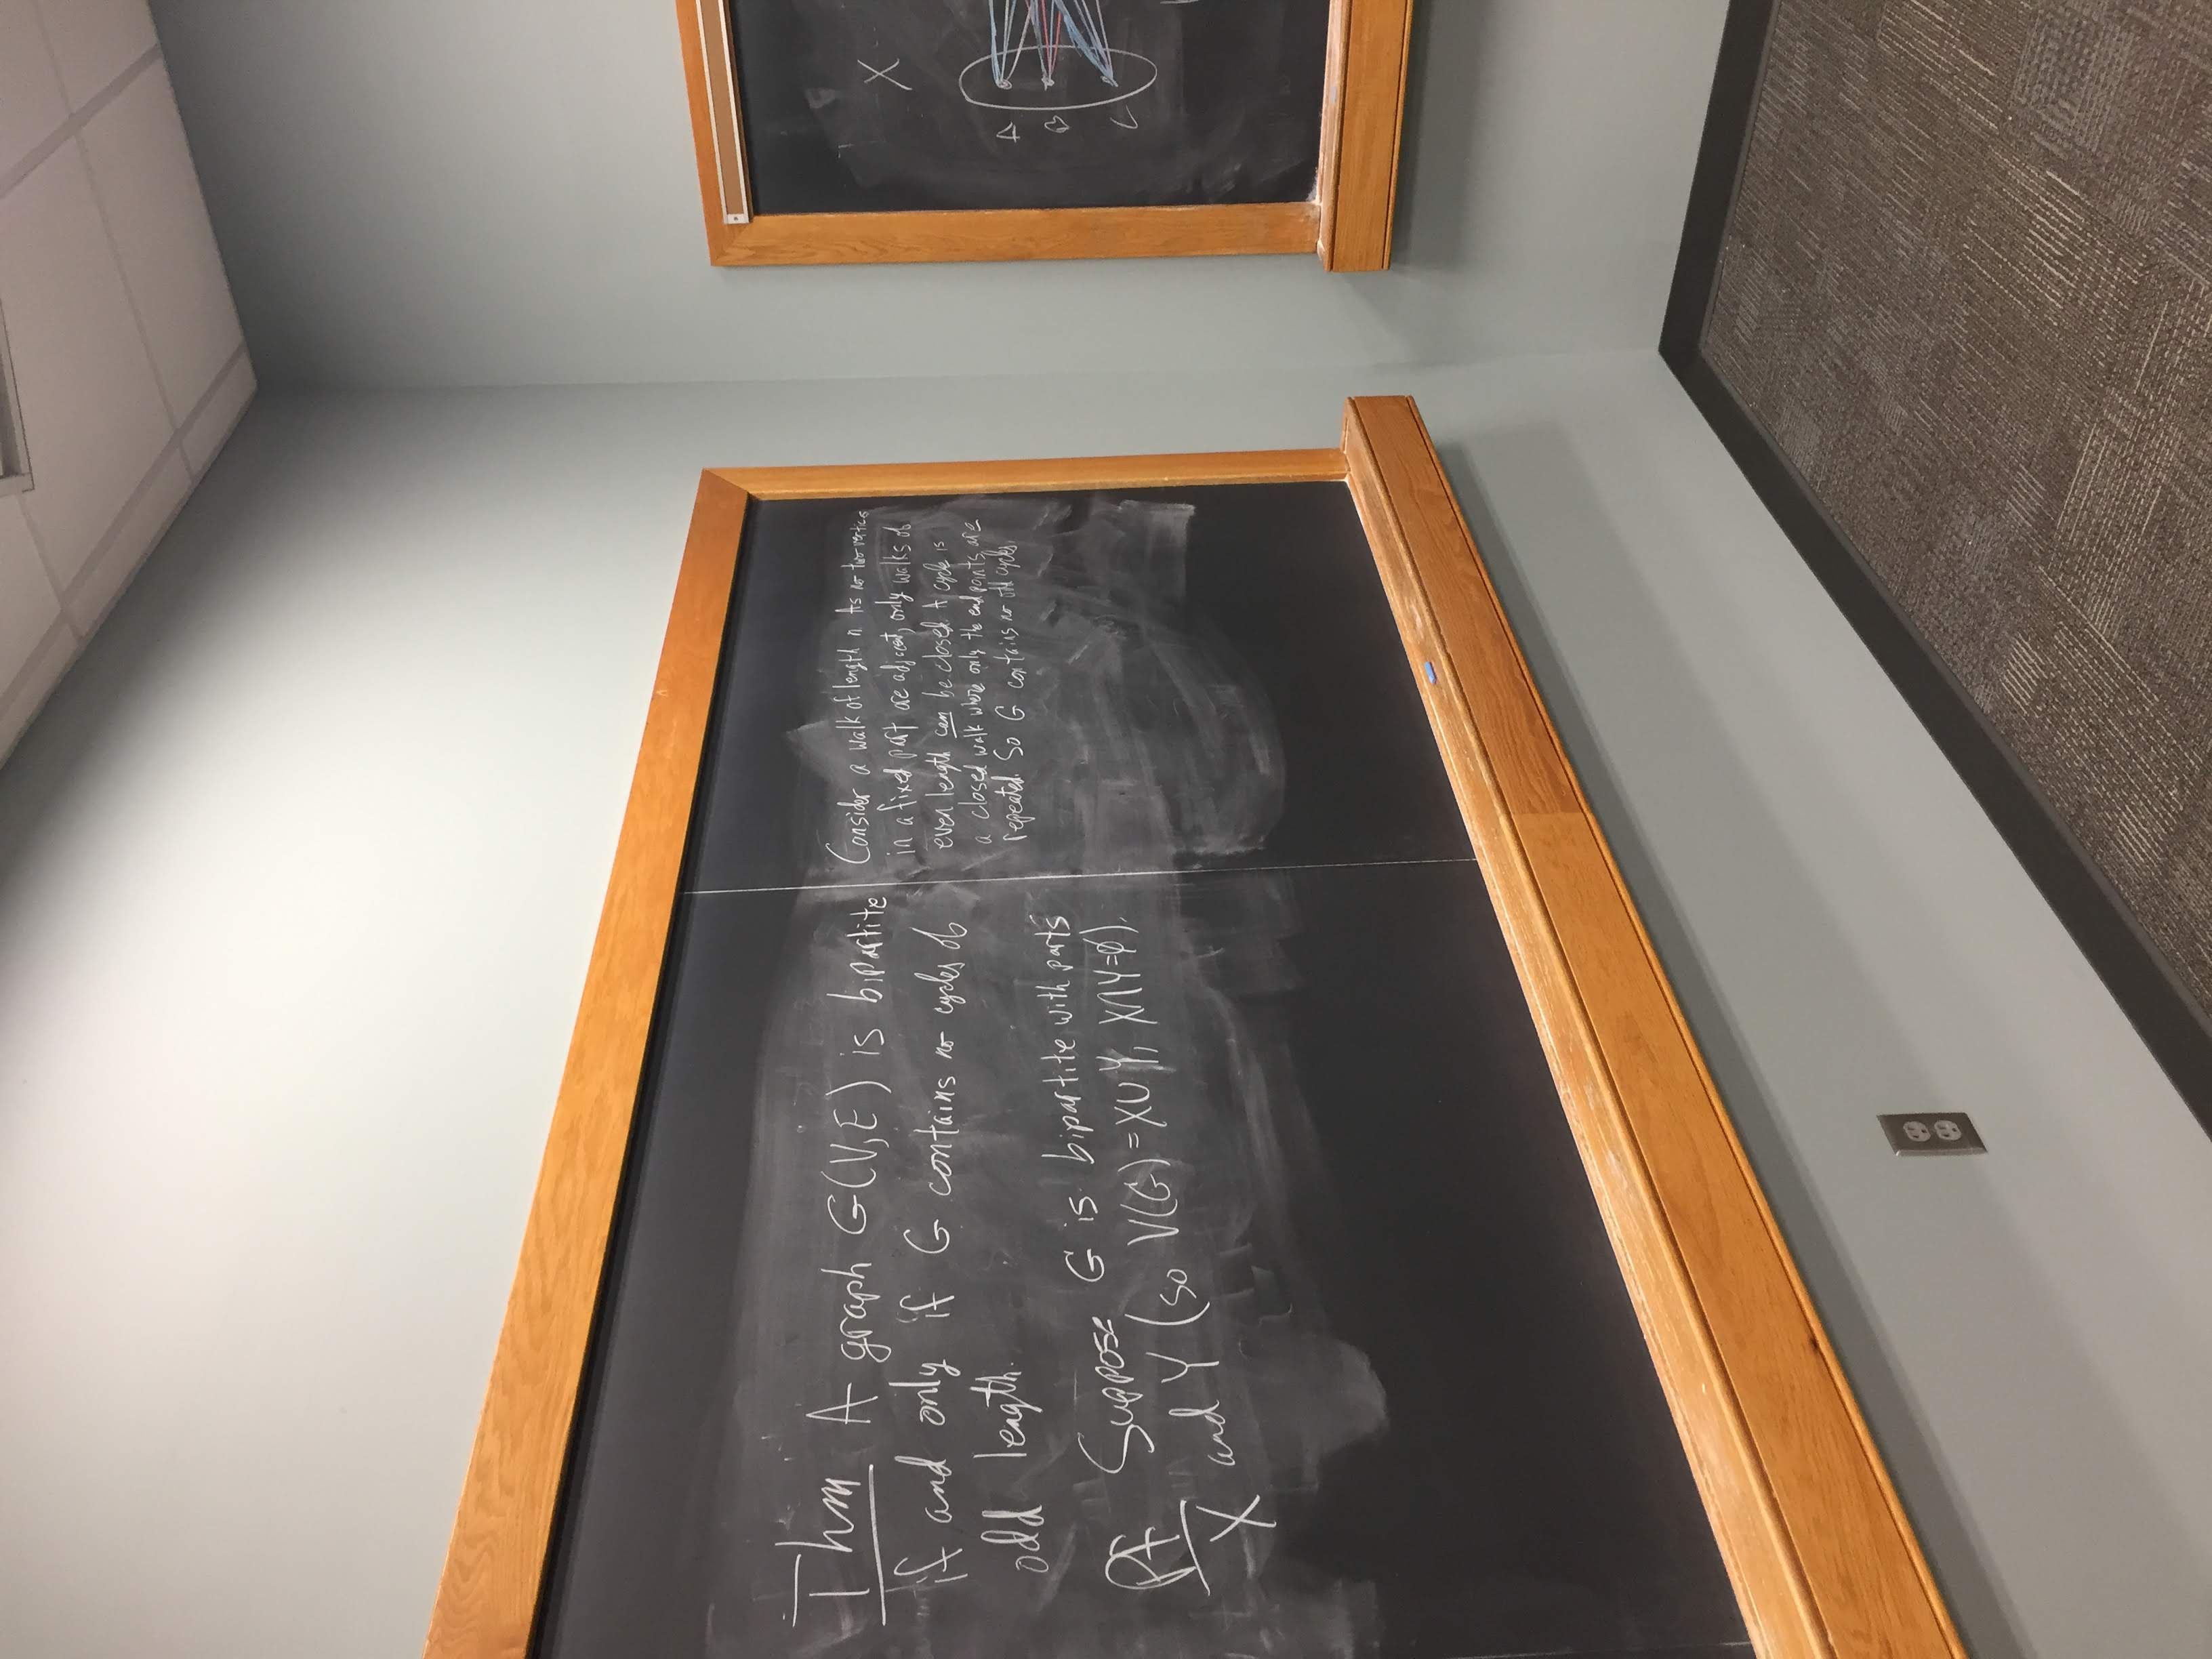 Thm A graph G(V,E) is bipartite
if and only if G contains no cycles of
odd length.
Pf Suppose G is bipartite with parts
X and Y (so V(G)=X∪Y, X∩Y=∅).
Consider a walk of length n. As no two vertices
in a fixed part are adjacent, only walks of
even length can be closed. A cycle is
a closed walk where only the endpoints are
repeated. So G contains no odd cycles.
X
A
B
C